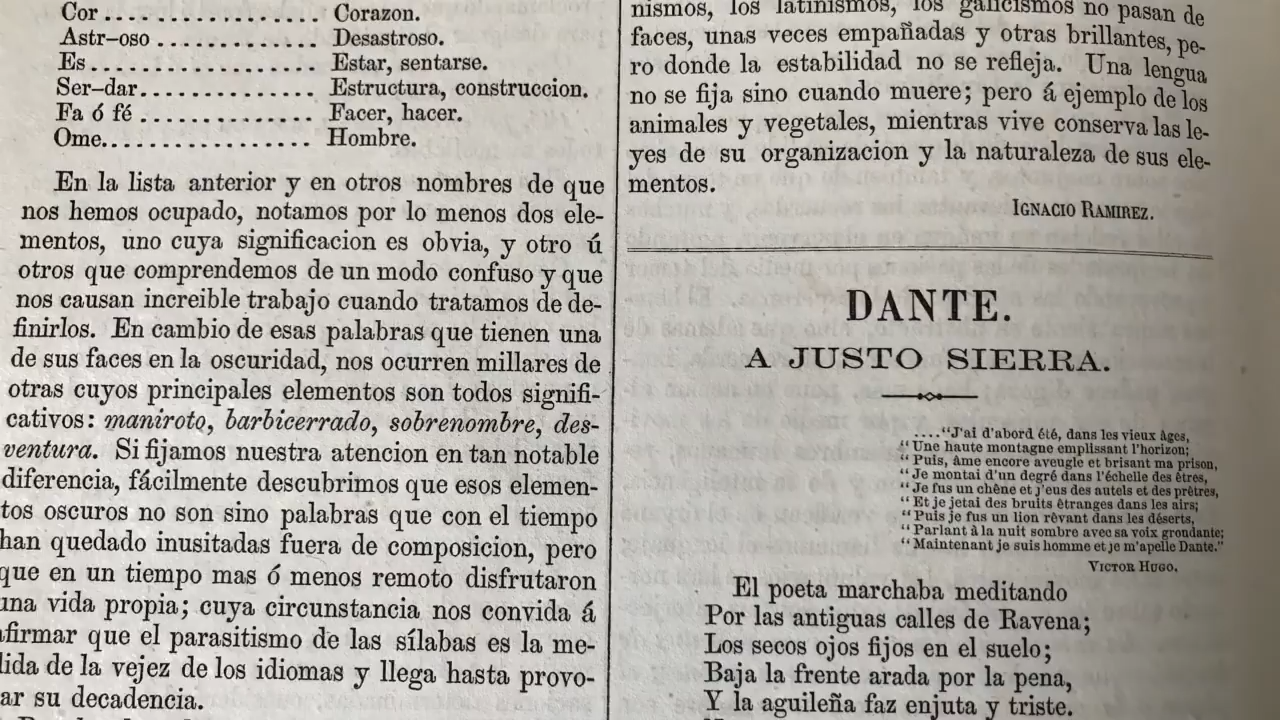 Cor ................ Corazon.
Astr-oso ............ Desastroso.
Es.................. Estar, sentarse.
Ser-dar............. Estructura, construccion.
Fa ó fé ............. Facer, hacer.
Ome................ Hombre.
En la lista anterior y en otros nombres de que
nos hemos ocupado, notamos por lo menos dos ele-
mentos, uno cuya significacion es obvia, y otro ú
otros que comprendemos de un modo confuso y que
nos causan increible trabajo cuando tratamos de de-
finirlos. En cambio de esas palabras que tienen una
de sus faces en la oscuridad, nos ocurren millares de
otras cuyos principales elementos son todos signifi-
cativos: maniroto, barbicerrado, sobrenombre, des-
ventura. Si fijamos nuestra atencion en tan notable
diferencia, fácilmente descubrimos que esos elemen-
tos oscuros no son sino palabras que con el tiempo
han quedado inusitadas fuera de composicion, pero
que en un tiempo mas ó menos remoto disfrutaron
una vida propia; cuya circunstancia nos convida á
afirmar que el parasitismo de las sílabas es la me-
dida de la vejez de los idiomas y llega hasta provo-
ar su decadencia.
nismos, los latinismos, los galicismos no pasan de
faces, unas veces empañadas y otras brillantes, pe-
ro donde la estabilidad no se refleja. Una lengua
no se fija sino cuando muere; pero á ejemplo de los
animales y vegetales, mientras vive conserva las le-
yes de su organizacion y la naturaleza de sus ele-
mentos.
IGNACIO RAMIREZ.
DANTE.
A JUSTO SIERRA.
...."J'ai d'abord été, dans les vieux âges,
"Une haute montagne emplissant l'horizon;
"Puis, âme encore aveugle et brisant ma prison,
"Je montai d'un degré dans l'échelle des êtres,
"Je fus un chêne et j'eus des autels et des prêtres,
"Et je jetai des bruits étranges dans les airs;
"Puis je fus un lion rêvant dans les déserts,
"Parlant à la nuit sombre avec sa voix grondante;
"Maintenant je suis homme et je m'apelle Dante."
VICTOR HUGO.
El poeta marchaba meditando
Por las antiguas calles de Ravena;
Los secos ojos fijos en el suelo;
Baja la frente arada por la pena,
Y la aguileña faz enjuta y triste.